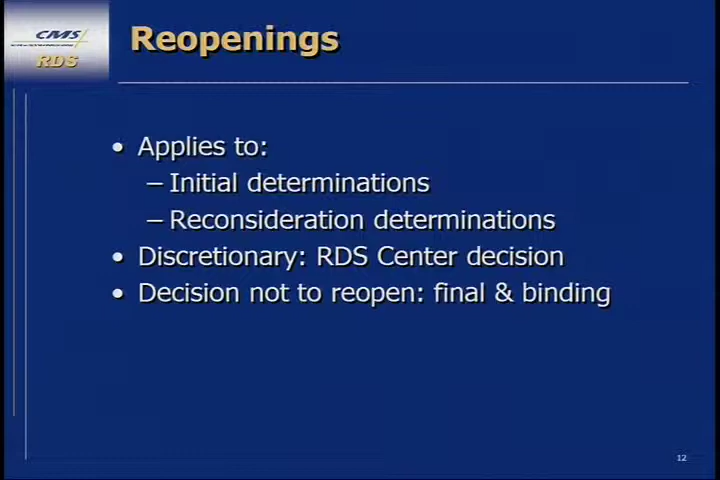 CMS
RDS
Reopenings
• Applies to:
– Initial determinations
– Reconsideration determinations
• Discretionary: RDS Center decision
• Decision not to reopen: final & binding
12